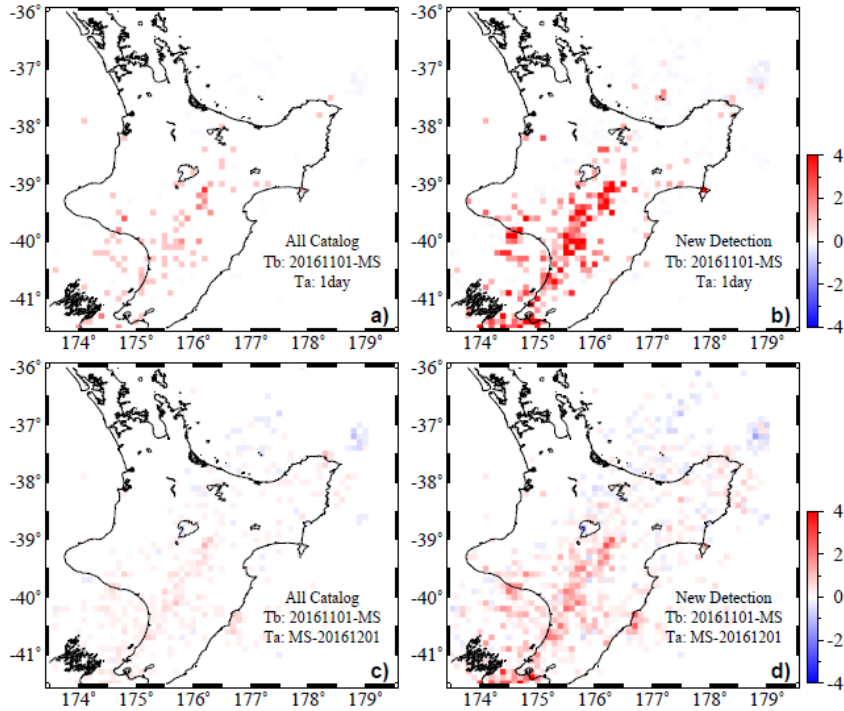 -36°
-37°
-38°
-39°
-40°
-41°
174° 175° 176° 177° 178° 179°
All Catalog
Tb: 20161101-MS
Ta: 1day
a)
-36°
-37°
-38°
-39°
-40°
-41°
174° 175° 176° 177° 178° 179°
New Detection
Tb: 20161101-MS
Ta: 1day
b)
4
2
0
-2
-4
-36°
-37°
-38°
-39°
-40°
-41°
174° 175° 176° 177° 178° 179°
All Catalog
Tb: 20161101-MS
Ta: MS-20161201
c)
-36°
-37°
-38°
-39°
-40°
-41°
174° 175° 176° 177° 178° 179°
New Detection
Tb: 20161101-MS
Ta: MS-20161201
d)
4
2
0
-2
-4